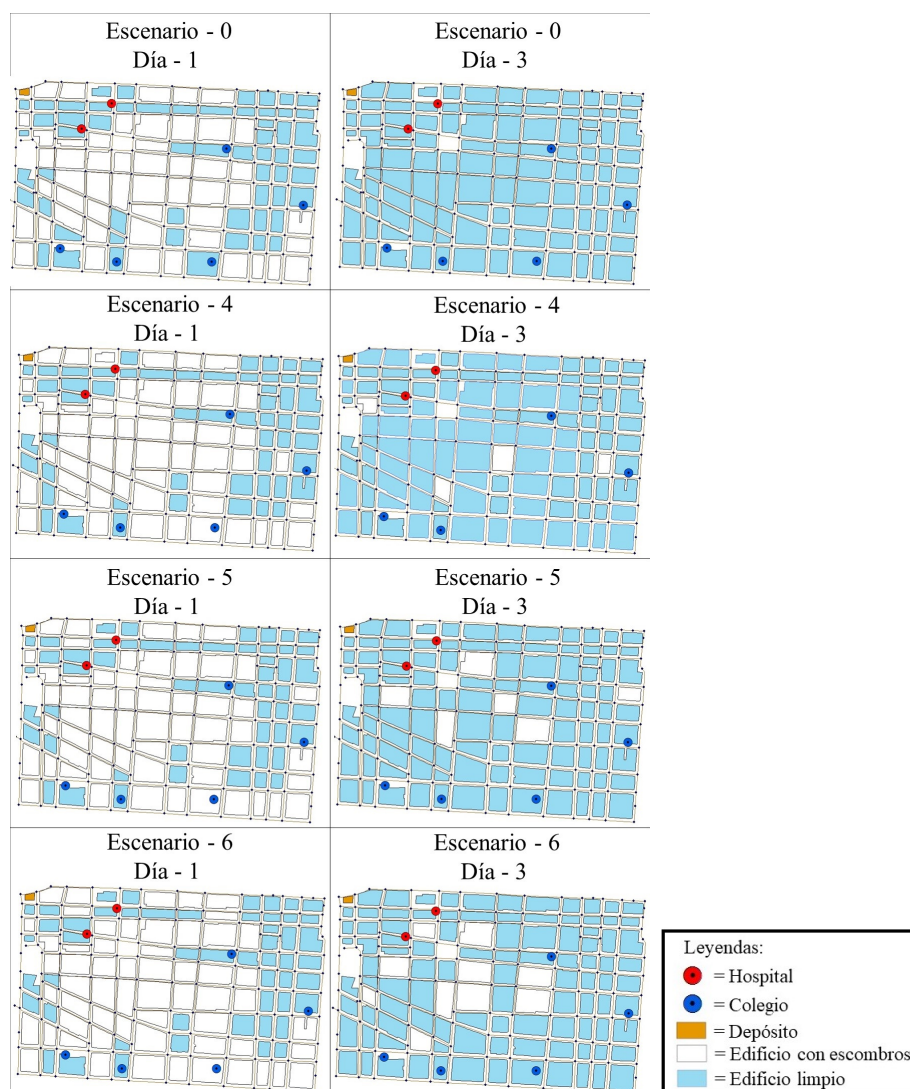 Escenario - 0
Día - 1
Escenario - 0
Día - 3
Escenario - 4
Día - 1
Escenario - 4
Día - 3
Escenario - 5
Día - 1
Escenario - 5
Día - 3
Escenario - 6
Día - 1
Escenario - 6
Día - 3
Leyendas:
= Hospital
= Colegio
= Depósito
= Edificio con escombros
= Edificio limpio